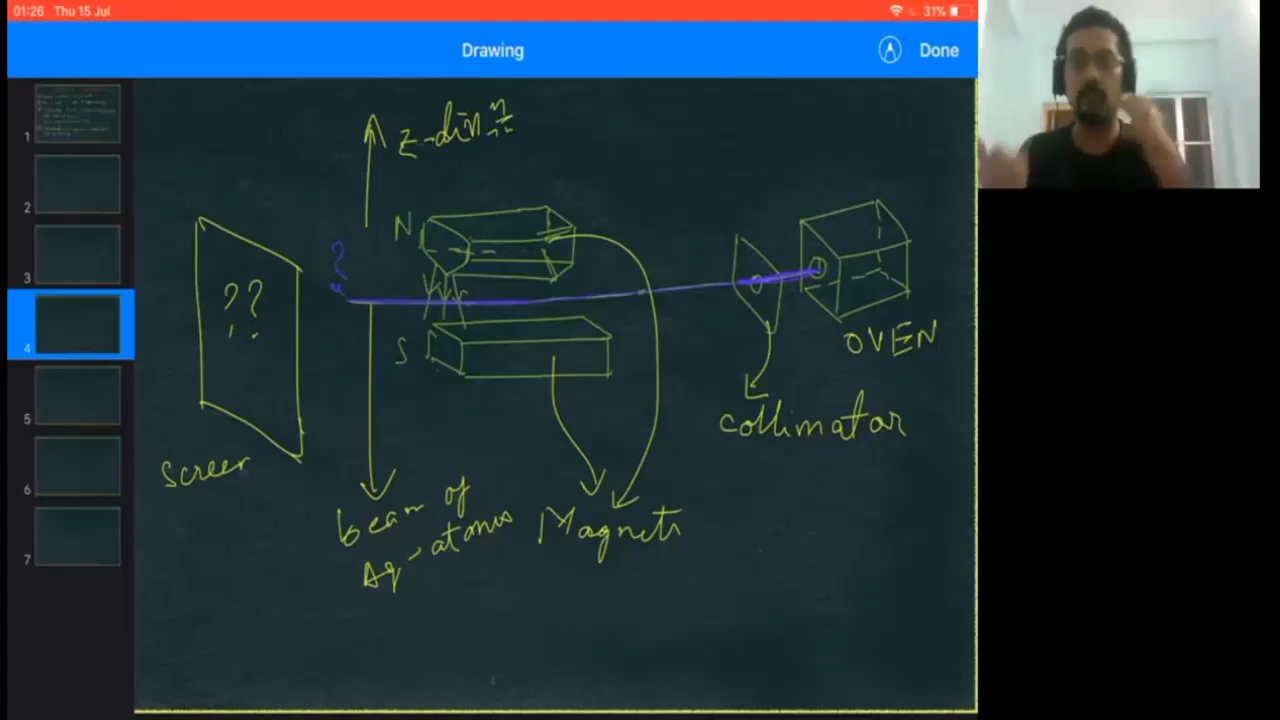 01:26 Thu 15 Jul
31%
Drawing
Done
1
2
3
4
5
6
7
z-dirn
N
?
??
S
OVEN
collimator
screen
beam of
Ag-atoms
Magnets